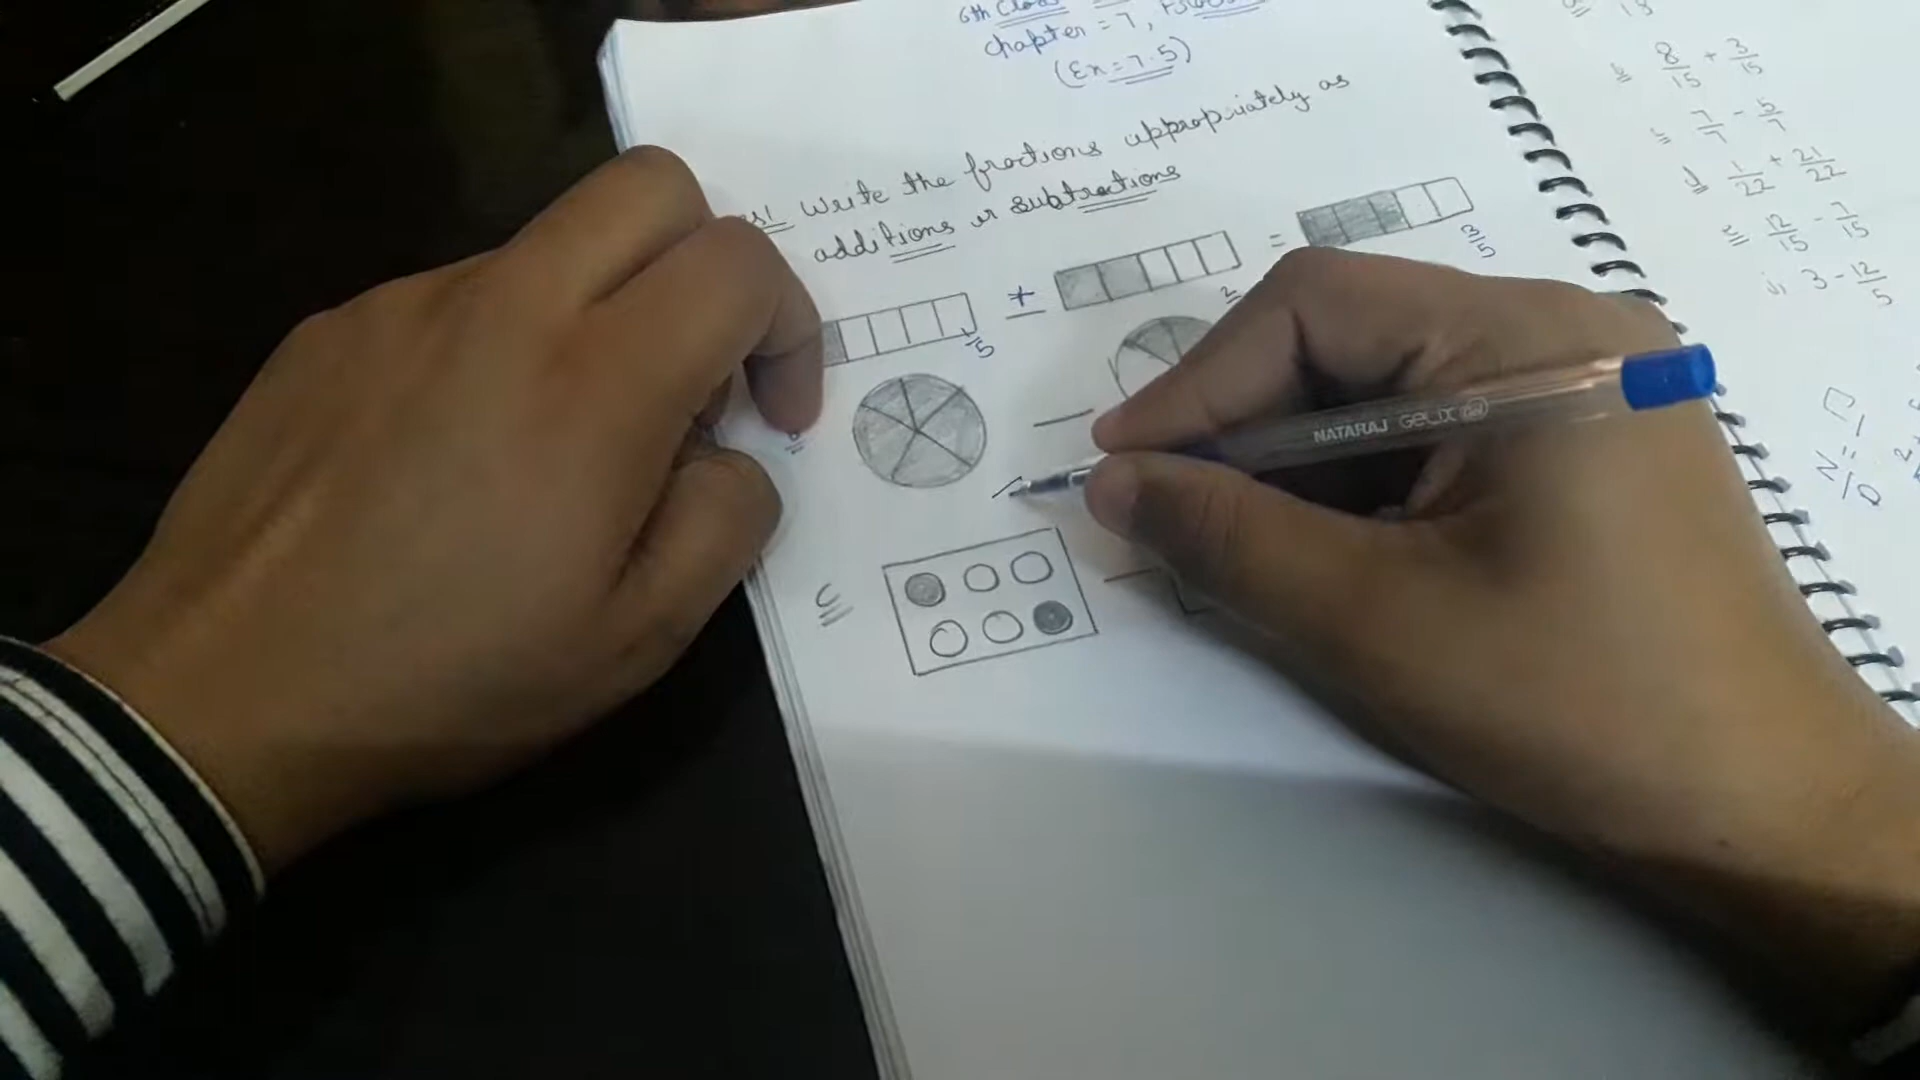 6th Class
Chapter = 7,
(Ex = 7.5)
Write the fractions appropriately as
additions or subtractions
+ =
1/5 2 3/5
c
NATARAJ GELIX
8/15 + 3/15
7/7 - 5/7
1/22 + 21/22
12/15 - 7/15
3 - 12/5
N/D